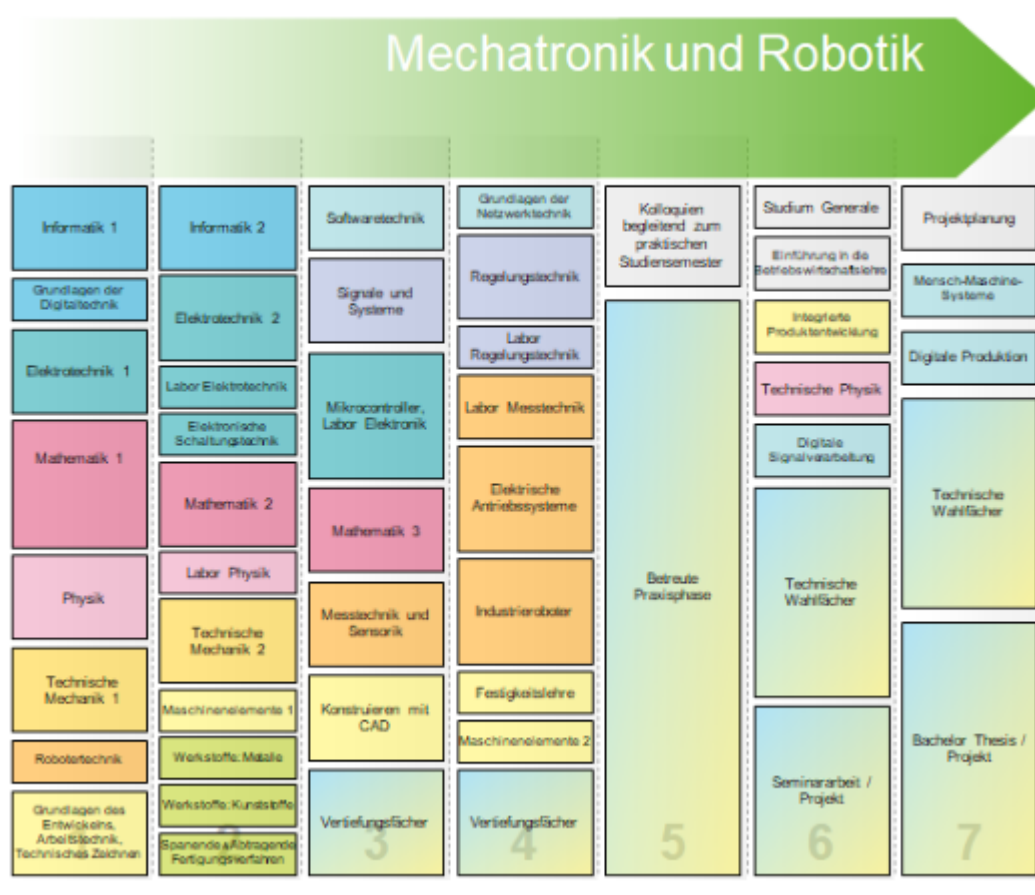 Mechatronik und Robotik
Informatik 1
Grundlagen der
Digitaltechnik
Elektrotechnik 1
Mathematik 1
Physik
Technische
Mechanik 1
Robotertechnik
Grundlagen des
Entwickelns,
Arbeitstechnik,
Technisches Zeichnen
Informatik 2
Elektrotechnik 2
Labor Elektrotechnik
Elektronische
Schaltungstechnik
Mathematik 2
Labor Physik
Technische
Mechanik 2
Maschinenelemente 1
Werkstoffe: Metalle
Werkstoffe: Kunststoffe
Spanende & Abtragende
Fertigungsverfahren
2
Softwaretechnik
Signale und
Systeme
Mikrocontroller,
Labor Elektronik
Mathematik 3
Messtechnik und
Sensorik
Konstruieren mit
CAD
Vertiefungsfächer
3
Grundlagen der
Netzwerktechnik
Regelungstechnik
Labor
Regelungstechnik
Labor Messtechnik
Elektrische
Antriebssysteme
Industrieroboter
Festigkeitslehre
Maschinenelemente 2
Vertiefungsfächer
4
Kolloquien
begleitend zum
praktischen
Studiensemester
Betreute
Praxisphase
5
Studium Generale
Einführung in die
Betriebswirtschaftslehre
Integrierte
Produktentwicklung
Technische Physik
Digitale
Signalverarbeitung
Technische
Wahlfächer
Seminararbeit /
Projekt
6
Projektplanung
Mensch-Maschine-
Systeme
Digitale Produktion
Technische
Wahlfächer
Bachelor Thesis /
Projekt
7